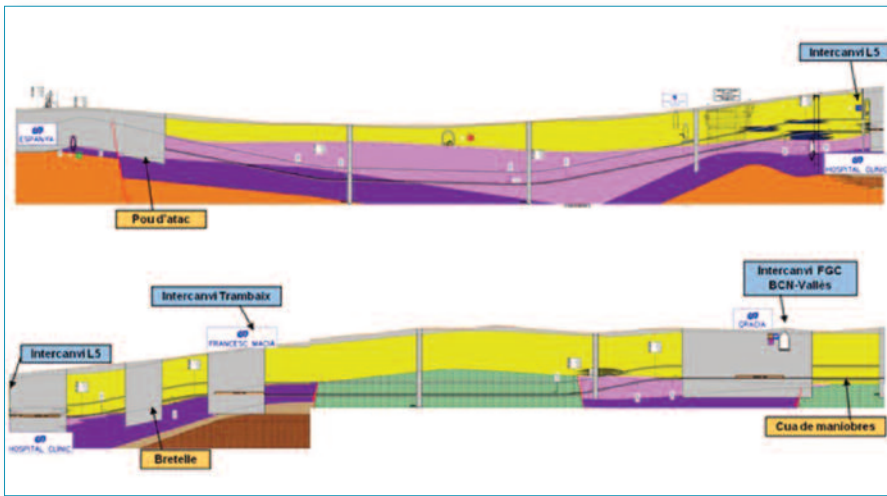 Intercanvi L5
ESPANYA
HOSPITAL CLINIC
Pou d'atac
Intercanvi FGC
BCN-Vallès
Intercanvi Trambaix
GRACIA
FRANCESC MACIA
Intercanvi L5
Cua de maniobres
HOSPITAL CLINIC
Bretelle